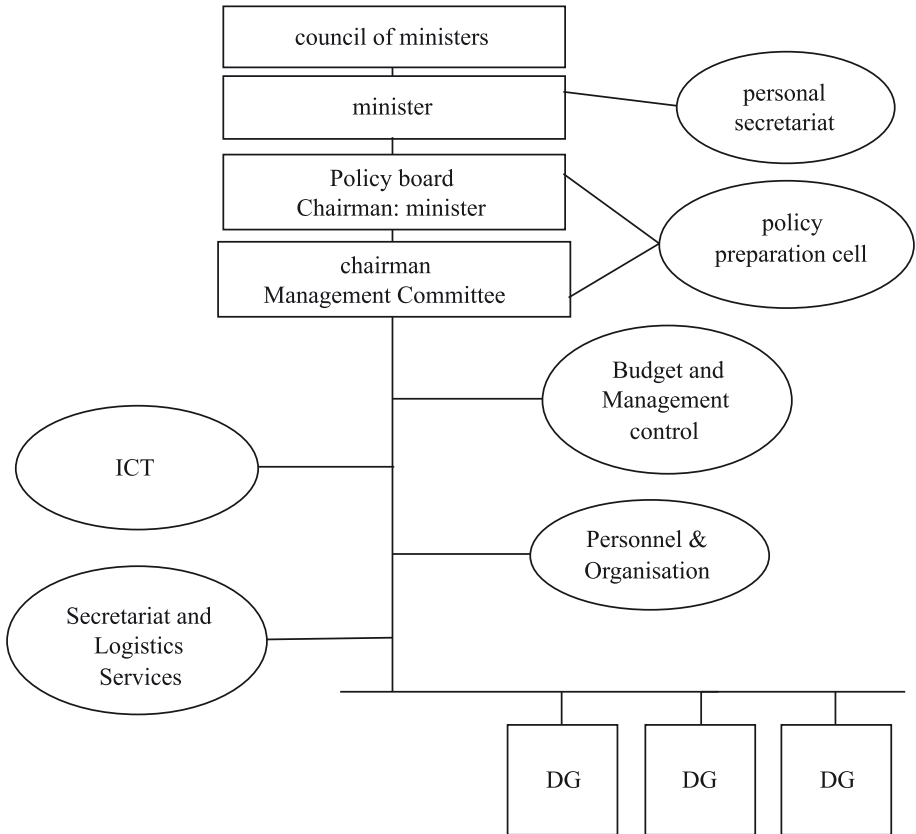 council of ministers
minister
personal
secretariat
Policy board
Chairman: minister
policy
preparation cell
chairman
Management Committee
Budget and
Management
control
ICT
Personnel &
Organisation
Secretariat and
Logistics
Services
DG
DG
DG